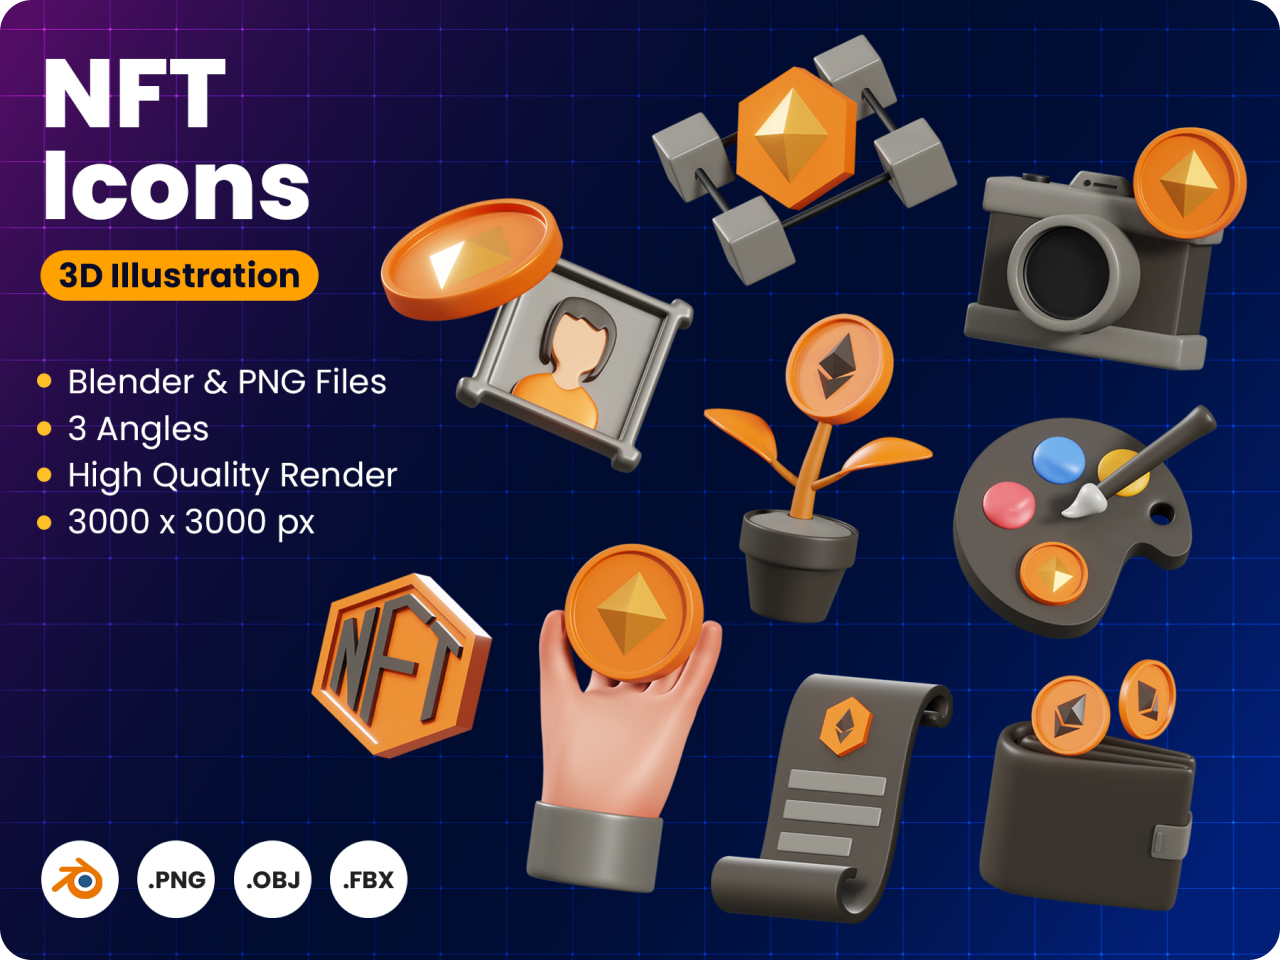 NFT
Icons
3D Illustration
Blender & PNG Files
3 Angles
High Quality Render
3000 x 3000 px
NFT
.PNG
.OBJ
.FBX